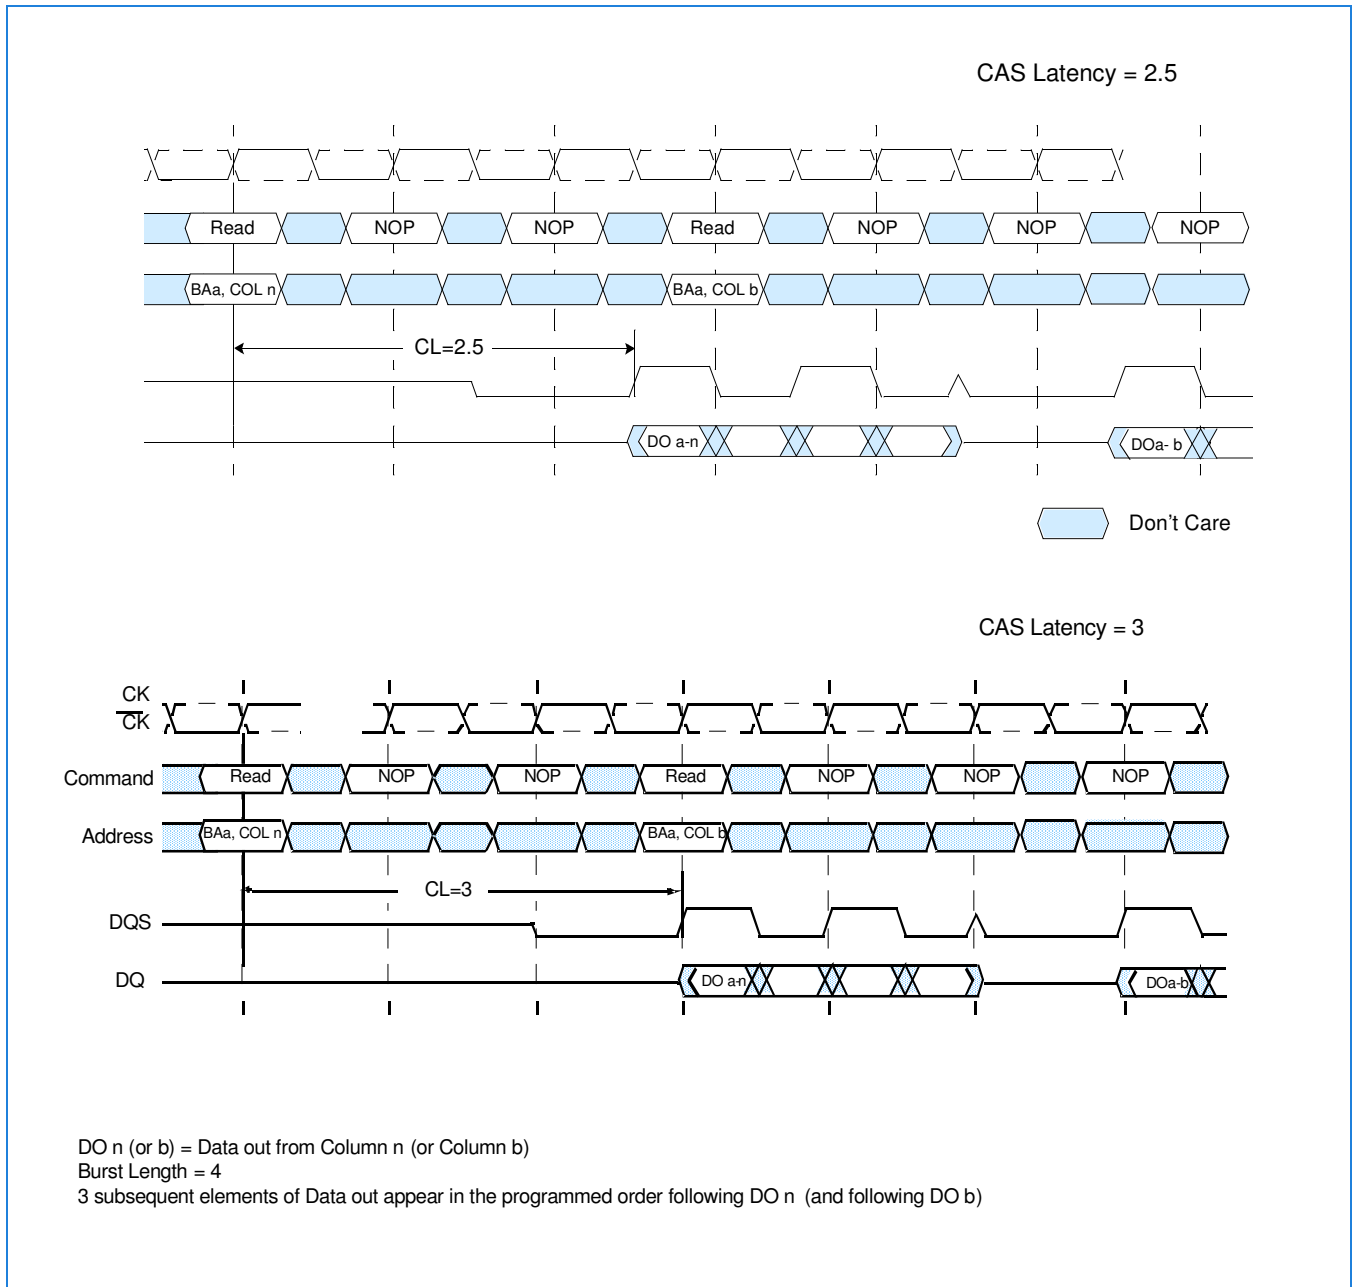 CAS Latency = 2.5
Read NOP NOP Read NOP NOP NOP
BAa, COL n BAa, COL b
CL=2.5
DO a-n DOa- b
Don't Care
CAS Latency = 3
CK
CK
Command Read NOP NOP Read NOP NOP NOP
Address BAa, COL n BAa, COL b
CL=3
DQS
DQ DO a-n DOa-b
DO n (or b) = Data out from Column n (or Column b)
Burst Length = 4
3 subsequent elements of Data out appear in the programmed order following DO n (and following DO b)